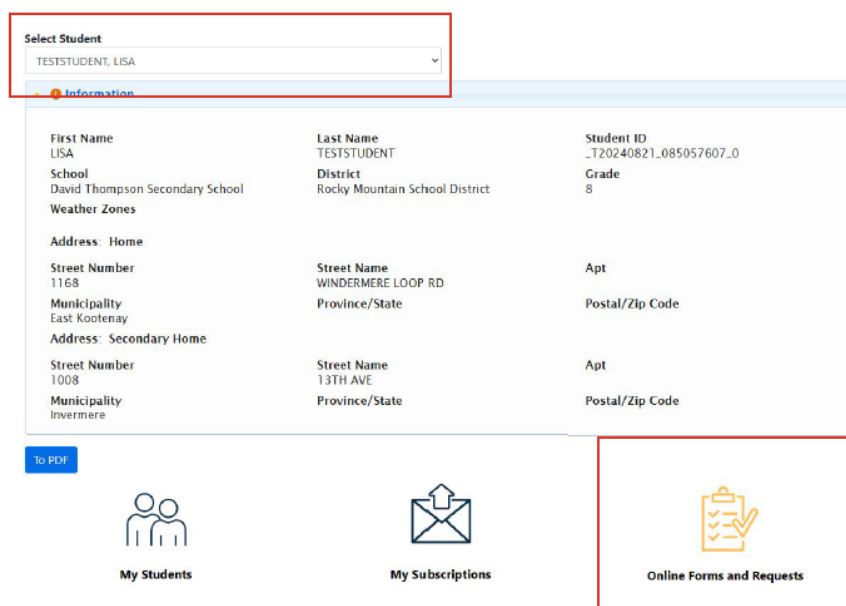 Select Student
TESTSTUDENT, LISA
Information
First Name Last Name Student ID
LISA TESTSTUDENT _T20240821_085057607_0
School District Grade
David Thompson Secondary School Rocky Mountain School District 8
Weather Zones
Address: Home
Street Number Street Name Apt
1168 WINDERMERE LOOP RD
Municipality Province/State Postal/Zip Code
East Kootenay
Address: Secondary Home
Street Number Street Name Apt
1008 13TH AVE
Municipality Province/State Postal/Zip Code
Invermere
To PDF
My Students My Subscriptions Online Forms and Requests